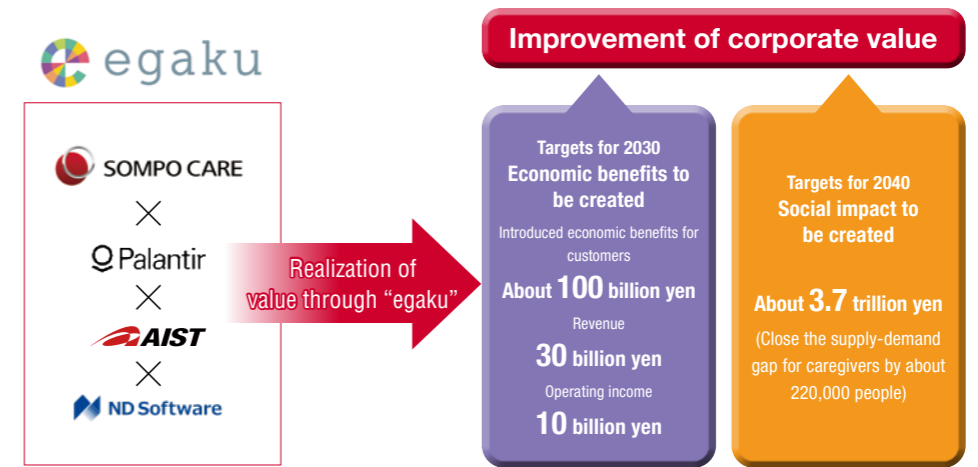 egaku
SOMPO CARE
×
Palantir
×
AIST
×
ND Software
Realization of
value through “egaku”
Improvement of corporate value
Targets for 2030
Economic benefits to
be created
Introduced economic benefits for
customers
About 100 billion yen
Revenue
30 billion yen
Operating income
10 billion yen
Targets for 2040
Social impact to
be created
About 3.7 trillion yen
(Close the supply-demand
gap for caregivers by about
220,000 people)